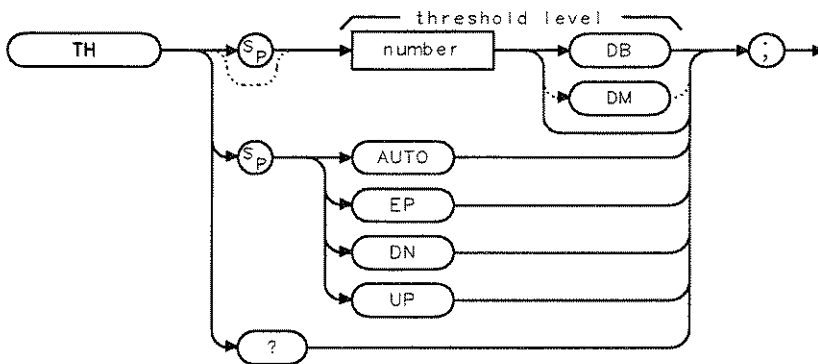 threshold level
TH SP number DB ;
DM
SP AUTO
EP
DN
UP
?